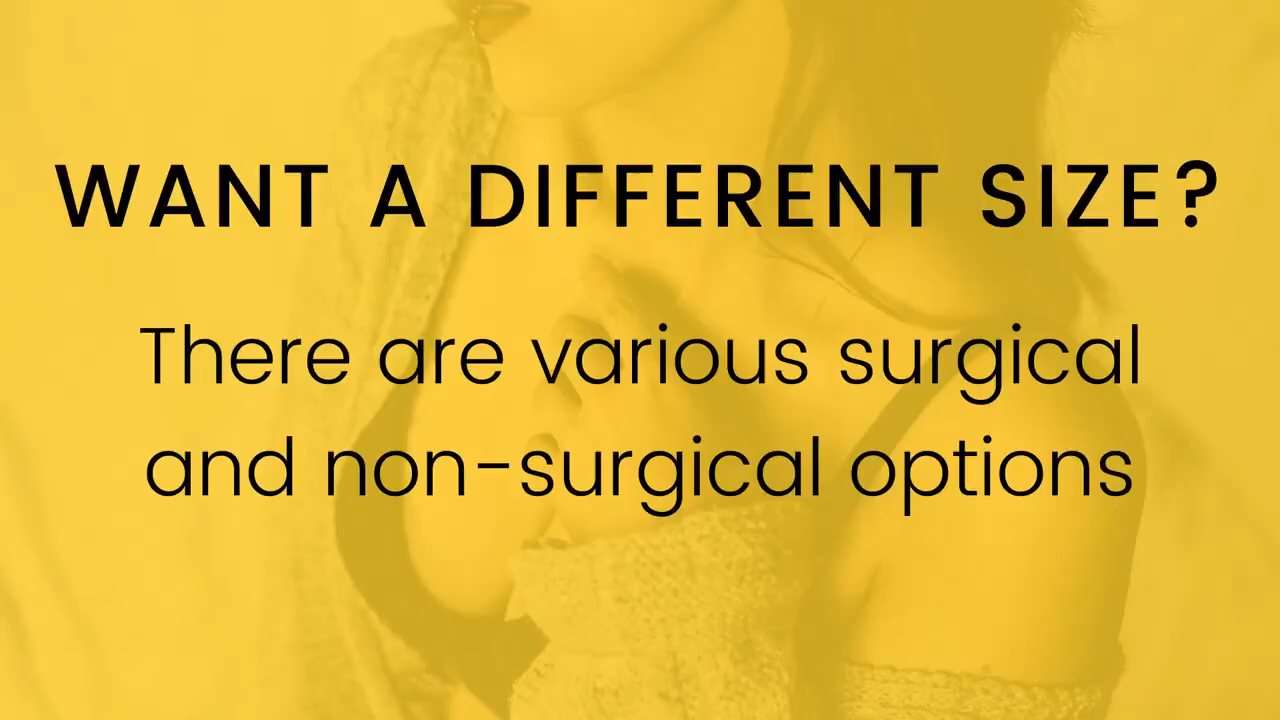 WANT A DIFFERENT SIZE?
There are various surgical
and non-surgical options